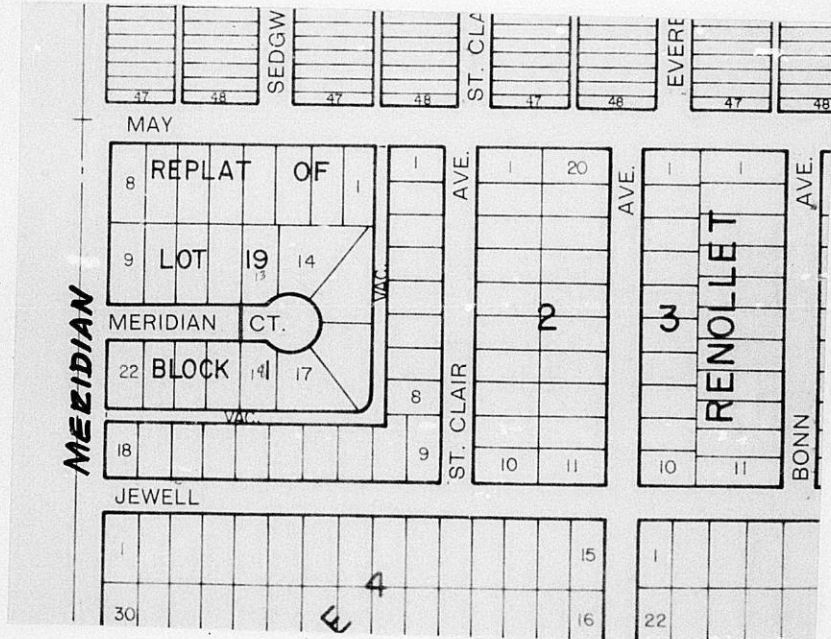 SEDGW
ST. CLA
EVERE
47 48 47 48 47 48 47 48
MAY
8 REPLAT OF 1 1 AVE. 1 20 AVE. 1 1 AVE.
9 LOT 19 14
13
VAC.
MERIDIAN CT. 2 3 RENOLLET
MERIDIAN
22 BLOCK 1 17
8
VAC.
18 9 ST. CLAIR 10 11 10 11 BONN
JEWELL
1 15 1
4
E
30 16 22